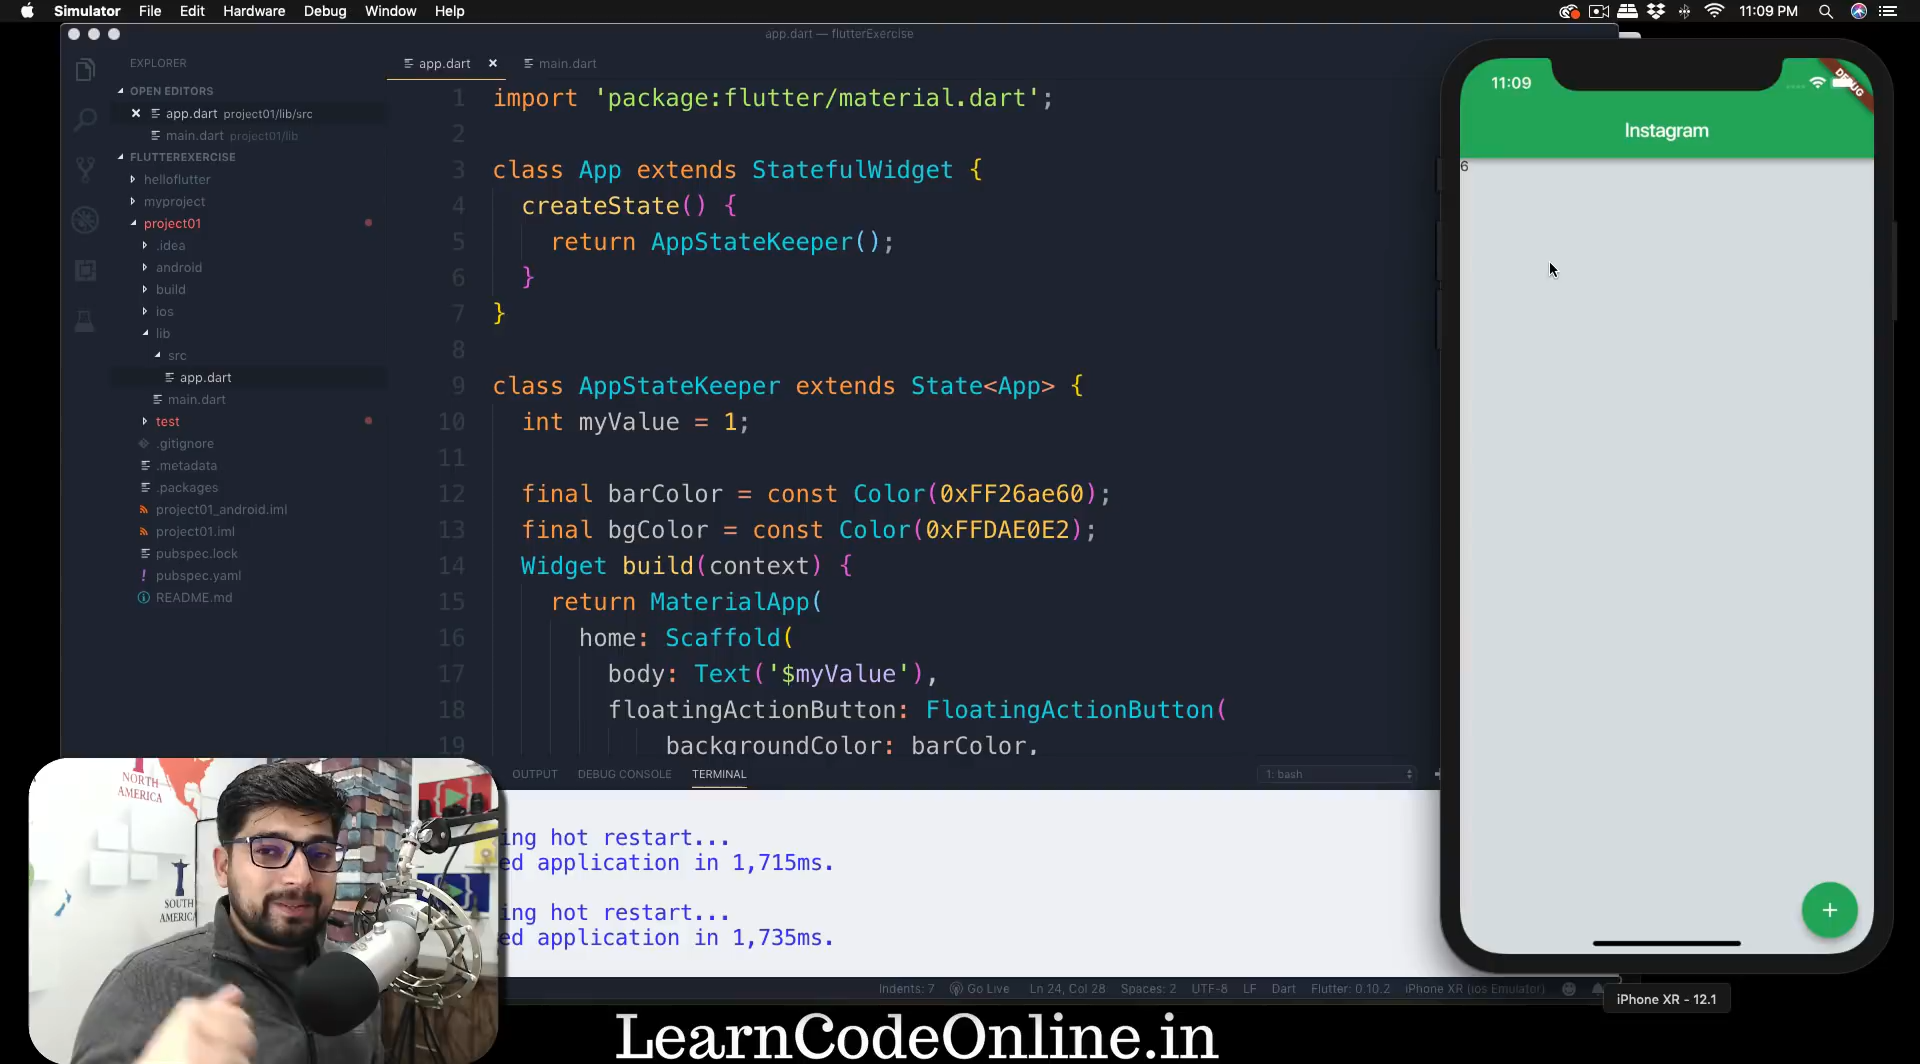 Simulator File Edit Hardware Debug Window Help
11:09 PM
app.dart — flutterExercise
EXPLORER
OPEN EDITORS
app.dart project01/lib/src
main.dart project01/lib
FLUTTEREXERCISE
helloflutter
myproject
project01
.idea
android
build
ios
lib
src
app.dart
main.dart
test
.gitignore
.metadata
.packages
project01_android.iml
project01.iml
pubspec.lock
pubspec.yaml
README.md
app.dart main.dart
1 import 'package:flutter/material.dart';
2
3 class App extends StatefulWidget {
4 createState() {
5 return AppStateKeeper();
6 }
7 }
8
9 class AppStateKeeper extends State<App> {
10 int myValue = 1;
11
12 final barColor = const Color(0xFF26ae60);
13 final bgColor = const Color(0xFFDAE0E2);
14 Widget build(context) {
15 return MaterialApp(
16 home: Scaffold(
17 body: Text('$myValue'),
18 floatingActionButton: FloatingActionButton(
19 backgroundColor: barColor,
OUTPUT DEBUG CONSOLE TERMINAL
1: bash
ing hot restart...
ed application in 1,715ms.
ing hot restart...
ed application in 1,735ms.
Indents: 7 Go Live Ln 24, Col 28 Spaces: 2 UTF-8 LF Dart Flutter: 0.10.2 iPhone XR (ios Emulator)
11:09
DEBUG
Instagram
6
+
iPhone XR - 12.1
NORTH
AMERICA
SOUTH
AMERICA
LearnCodeOnline.in